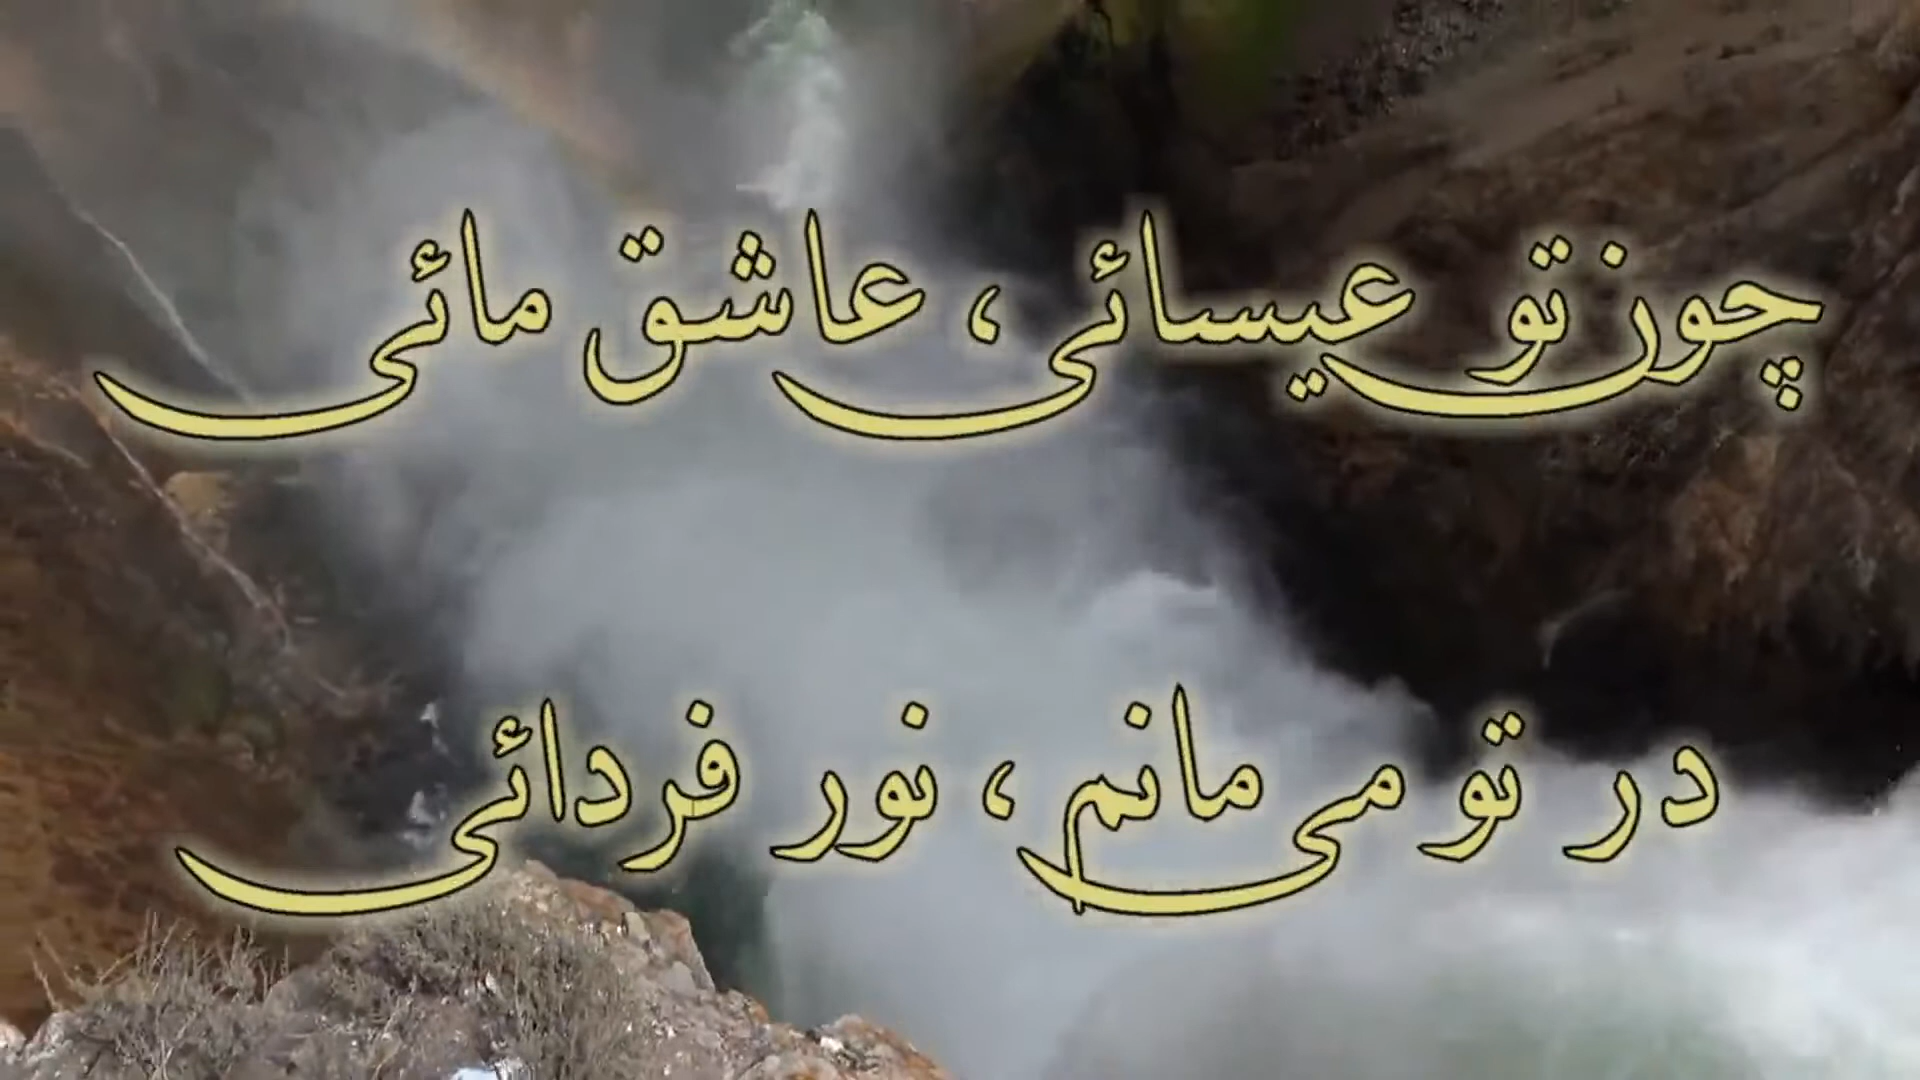 چون تو عیسائی، عاشق مائی
در تو می‌مانم، نور فردائی